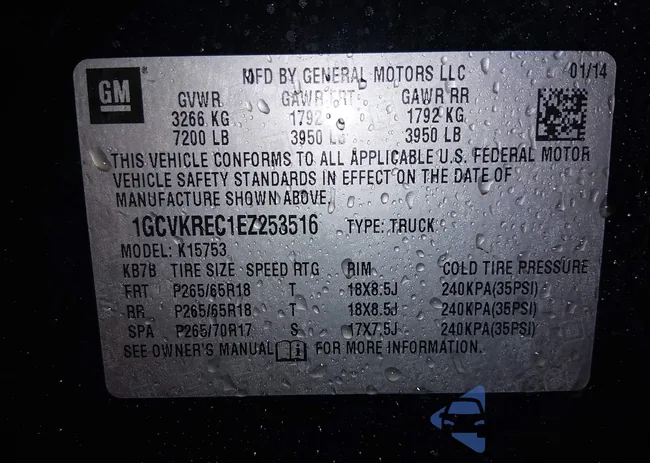 GM
MFD BY GENERAL MOTORS LLC 01/14
GVWR GAWR FRT GAWR RR
3266 KG 1792 1792 KG
7200 LB 3950 LB 3950 LB
THIS VEHICLE CONFORMS TO ALL APPLICABLE U.S. FEDERAL MOTOR
VEHICLE SAFETY STANDARDS IN EFFECT ON THE DATE OF
MANUFACTURE SHOWN ABOVE.
1GCVKREC1EZ253516 TYPE: TRUCK
MODEL: K15753
KB7B TIRE SIZE SPEED RTG RIM COLD TIRE PRESSURE
FRT P265/65R18 T 18X8.5J 240KPA(35PSI)
RR P265/65R18 T 18X8.5J 240KPA(35PSI)
SPA P265/70R17 S 17X7.5J 240KPA(35PSI)
SEE OWNER'S MANUAL i FOR MORE INFORMATION.